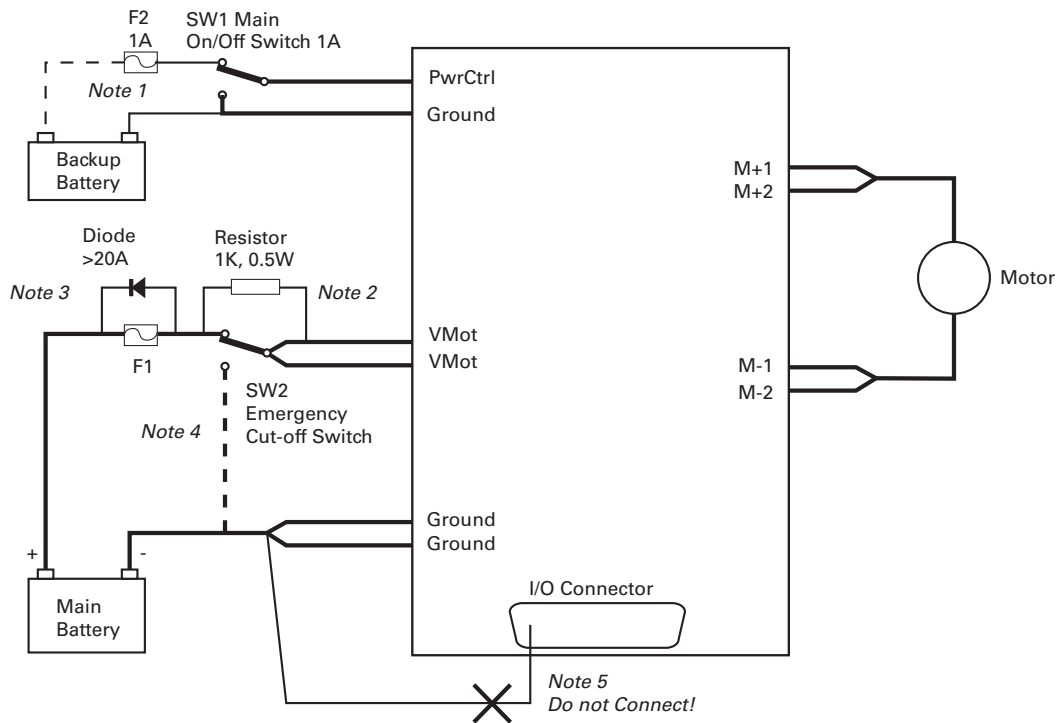 F2
1A
SW1 Main
On/Off Switch 1A
Note 1
PwrCtrl
Ground
Backup
Battery
M+1
M+2
Diode
>20A
Resistor
1K, 0.5W
Note 3
Note 2
Motor
F1
VMot
VMot
M-1
M-2
SW2
Emergency
Cut-off Switch
Note 4
Ground
Ground
+
-
Main
Battery
I/O Connector
Note 5
Do not Connect!